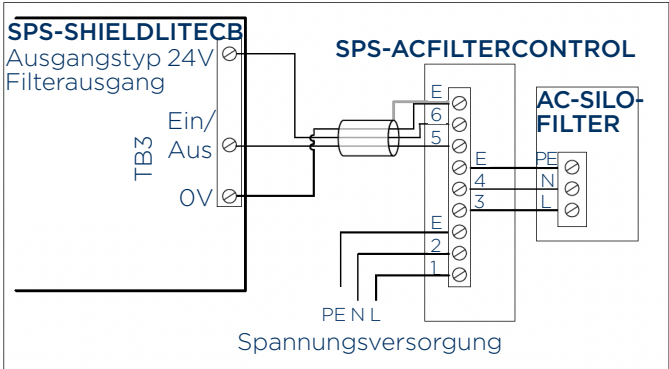 SPS-SHIELDLITECB
Ausgangstyp 24V
Filterausgang
Ein/
Aus
TB3
0V
SPS-ACFILTERCONTROL
E
6
5
E
4
3
E
2
1
AC-SILO-
FILTER
PE
N
L
PE N L
Spannungsversorgung